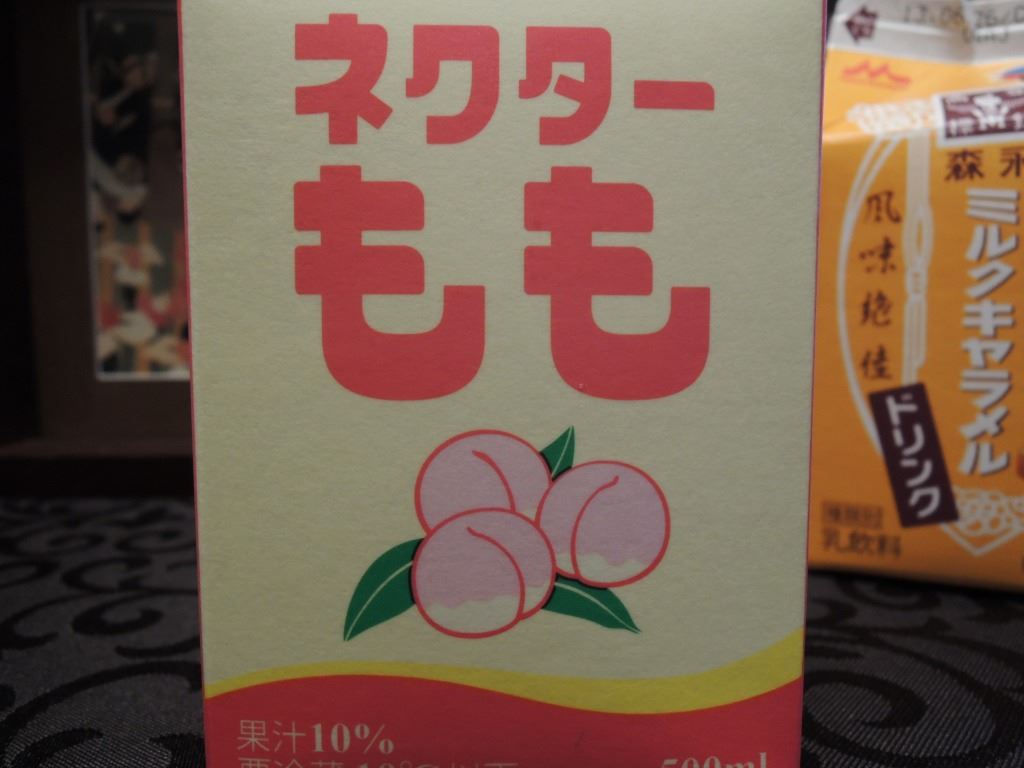 ネクター
もも
果汁10%
500ml
森永
ミルクキャラメル
風味絶佳
ドリンク
乳飲料